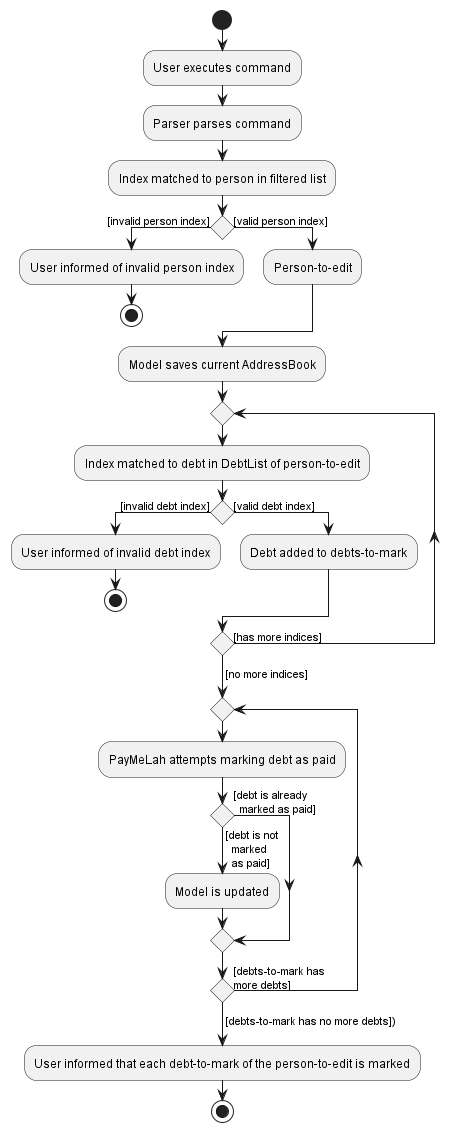 User executes command
Parser parses command
Index matched to person in filtered list
[invalid person index]
[valid person index]
User informed of invalid person index
Person-to-edit
Model saves current AddressBook
Index matched to debt in DebtList of person-to-edit
[invalid debt index]
[valid debt index]
User informed of invalid debt index
Debt added to debts-to-mark
[has more indices]
[no more indices]
PayMeLah attempts marking debt as paid
[debt is already
marked as paid]
[debt is not
marked
as paid]
Model is updated
[debts-to-mark has
more debts]
[debts-to-mark has no more debts])
User informed that each debt-to-mark of the person-to-edit is marked